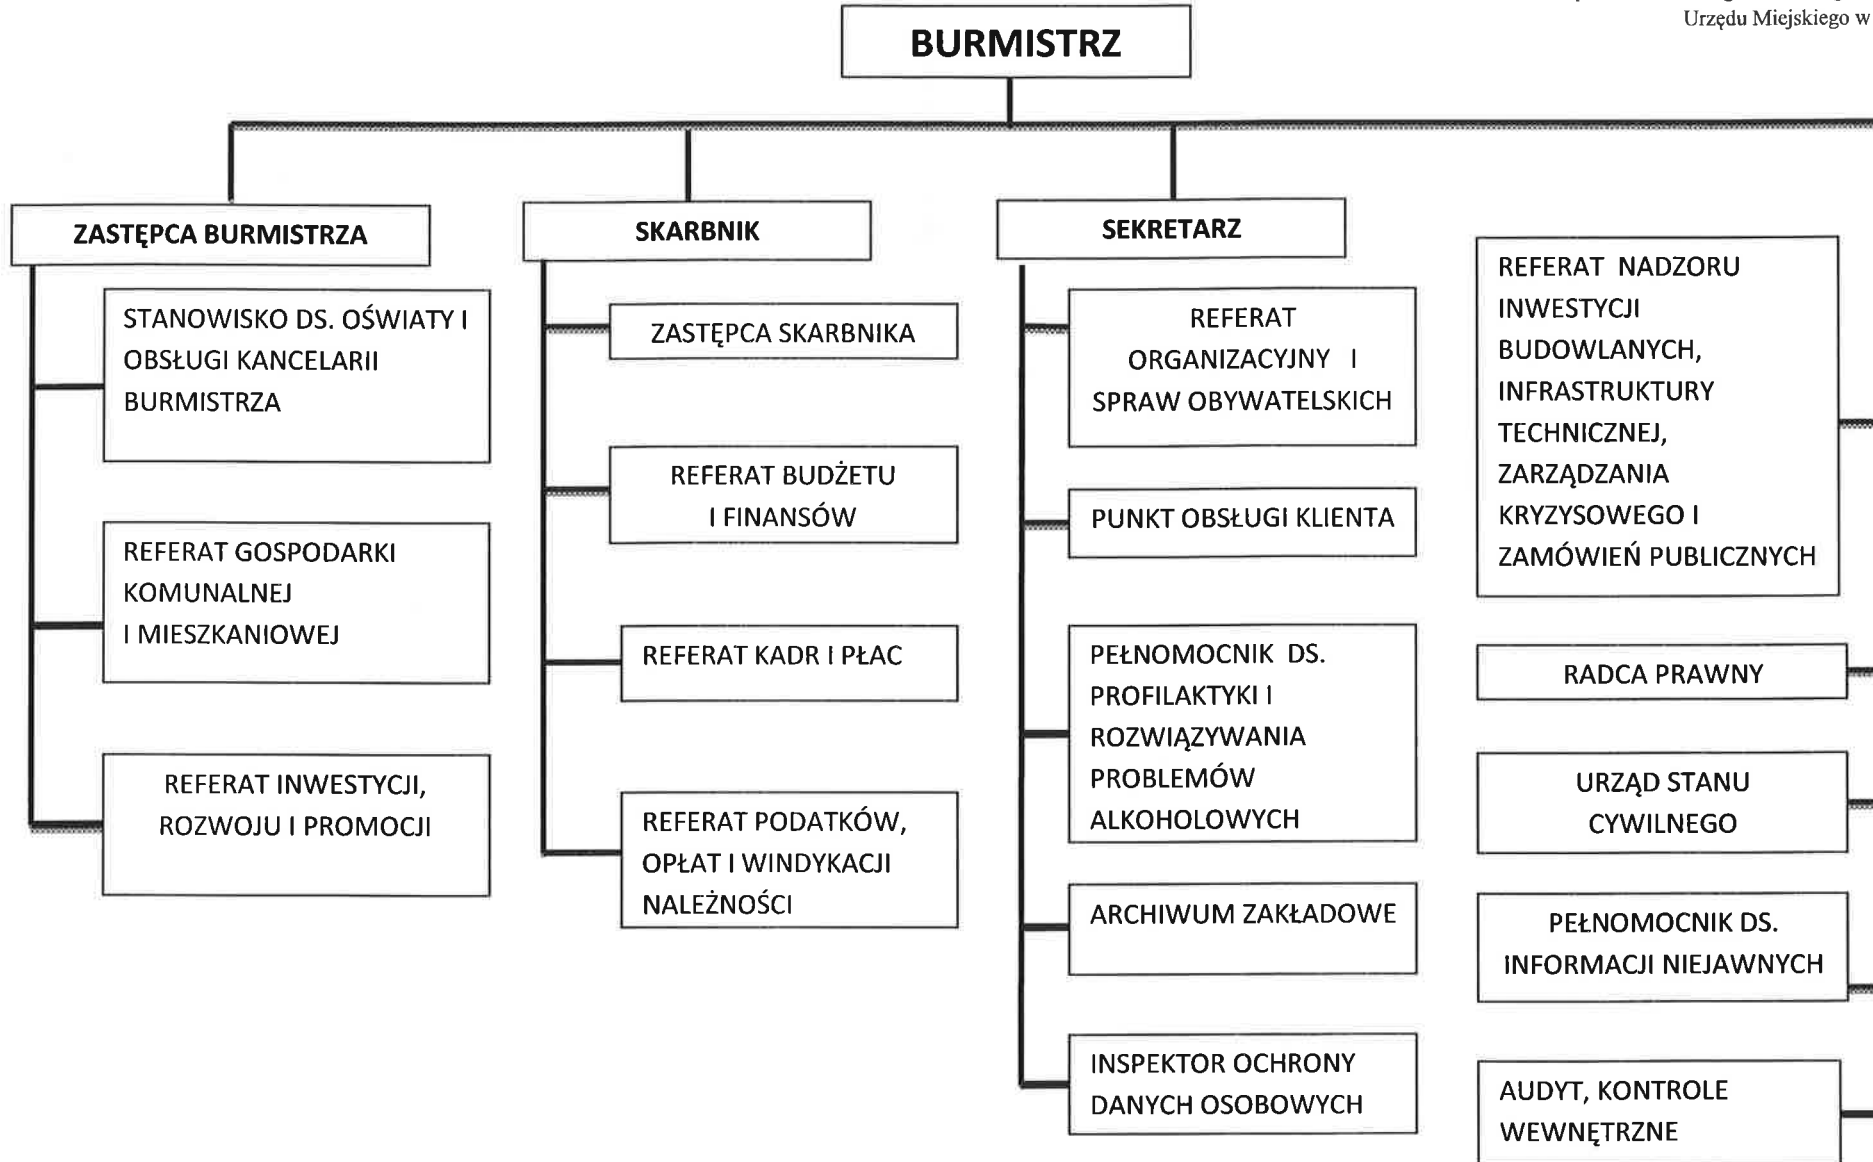 Urzędu Miejskiego w
BURMISTRZ
ZASTĘPCA BURMISTRZA
STANOWISKO DS. OŚWIATY I
OBSŁUGI KANCELARII
BURMISTRZA
REFERAT GOSPODARKI
KOMUNALNEJ
I MIESZKANIOWEJ
REFERAT INWESTYCJI,
ROZWOJU I PROMOCJI
SKARBNIK
ZASTĘPCA SKARBNIKA
REFERAT BUDŻETU
I FINANSÓW
REFERAT KADR I PŁAC
REFERAT PODATKÓW,
OPŁAT I WINDYKACJI
NALEŻNOŚCI
SEKRETARZ
REFERAT
ORGANIZACYJNY I
SPRAW OBYWATELSKICH
PUNKT OBSŁUGI KLIENTA
PEŁNOMOCNIK DS.
PROFILAKTYKI I
ROZWIĄZYWANIA
PROBLEMÓW
ALKOHOLOWYCH
ARCHIWUM ZAKŁADOWE
INSPEKTOR OCHRONY
DANYCH OSOBOWYCH
REFERAT NADZORU
INWESTYCJI
BUDOWLANYCH,
INFRASTRUKTURY
TECHNICZNEJ,
ZARZĄDZANIA
KRYZYSOWEGO I
ZAMÓWIEŃ PUBLICZNYCH
RADCA PRAWNY
URZĄD STANU
CYWILNEGO
PEŁNOMOCNIK DS.
INFORMACJI NIEJAWNYCH
AUDYT, KONTROLE
WEWNĘTRZNE